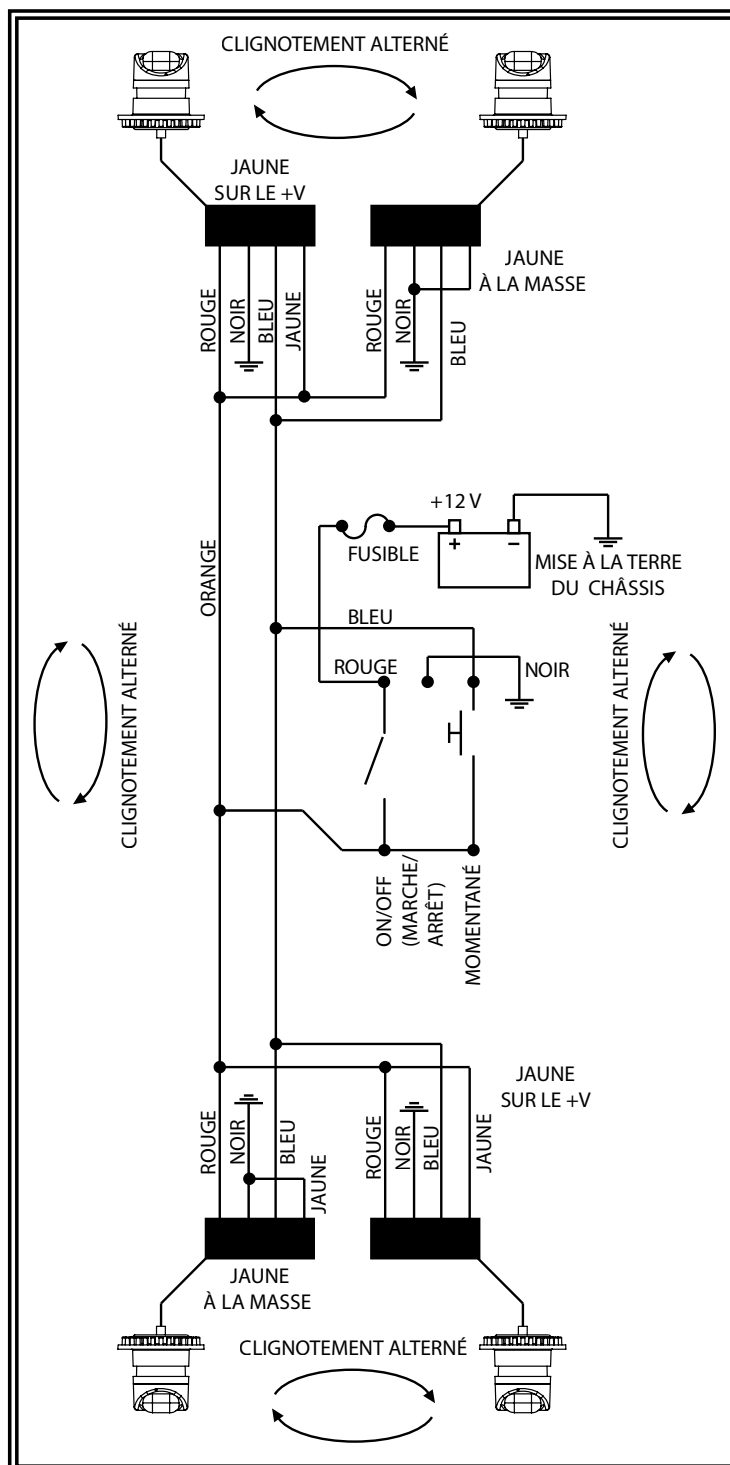 CLIGNOTEMENT ALTERNÉ
JAUNE
SUR LE +V
JAUNE
À LA MASSE
ROUGE
NOIR
BLEU
JAUNE
ROUGE
NOIR
BLEU
+12 V
+
–
FUSIBLE
MISE À LA TERRE
DU CHÂSSIS
ORANGE
BLEU
ROUGE
NOIR
CLIGNOTEMENT ALTERNÉ
CLIGNOTEMENT ALTERNÉ
ON/OFF
(MARCHE/
ARRÊT)
MOMENTANÉ
JAUNE
SUR LE +V
ROUGE
NOIR
BLEU
JAUNE
ROUGE
NOIR
BLEU
JAUNE
JAUNE
À LA MASSE
CLIGNOTEMENT ALTERNÉ